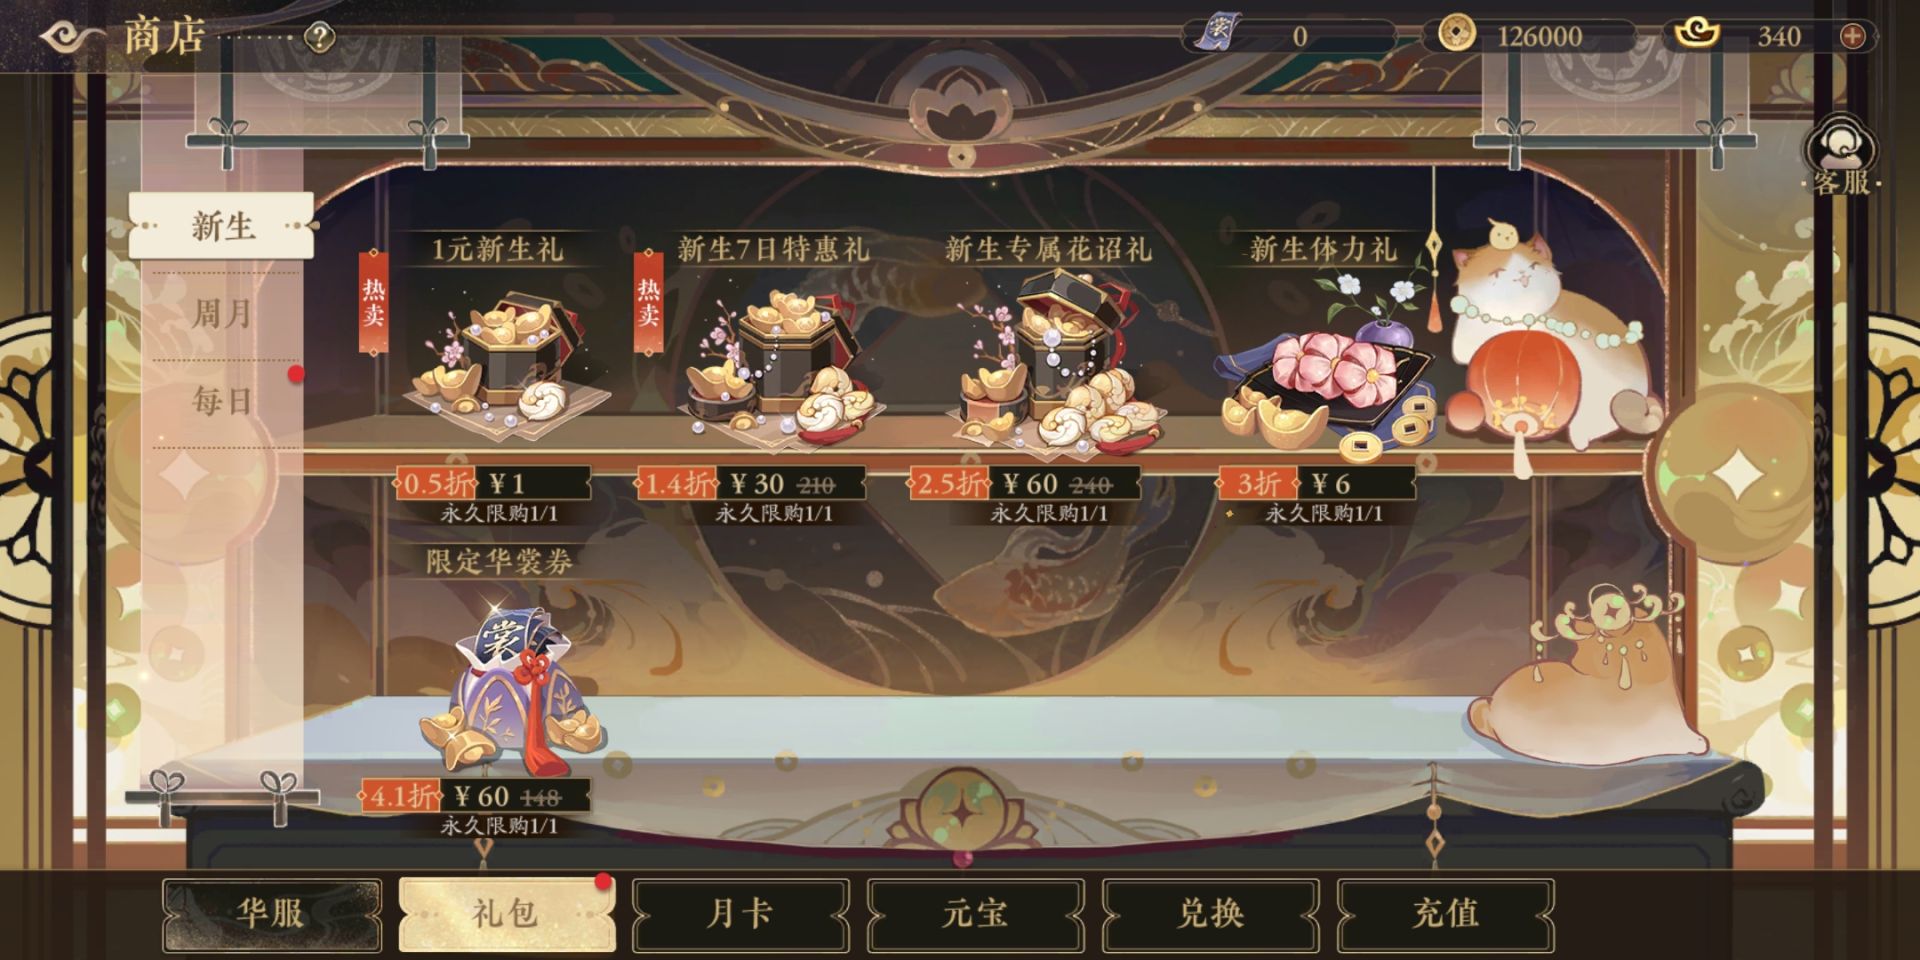 商店
?
裳
0
126000
340
客服
新生
周月
每日
1元新生礼
热卖
0.5折 ¥1
永久限购1/1
新生7日特惠礼
热卖
1.4折 ¥30 210
永久限购1/1
新生专属花诏礼
2.5折 ¥60 240
永久限购1/1
新生体力礼
3折 ¥6
永久限购1/1
限定华裳券
裳
4.1折 ¥60 148
永久限购1/1
华服
礼包
月卡
元宝
兑换
充值